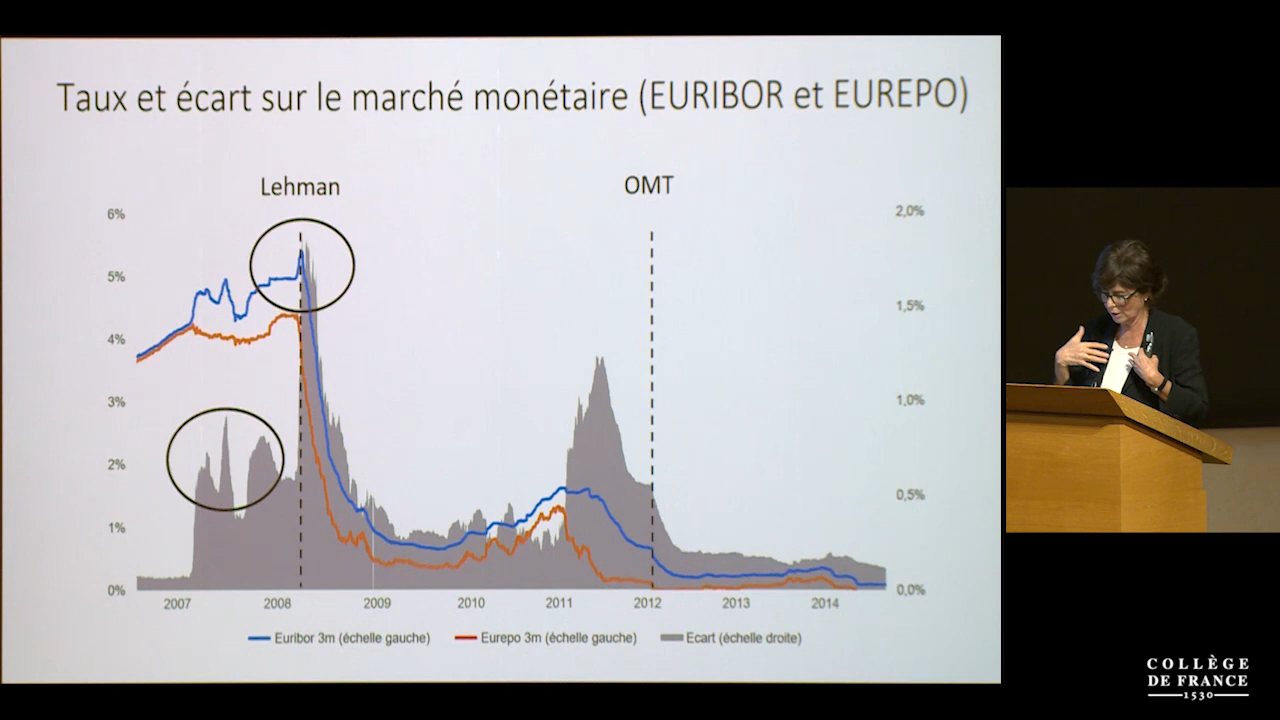 Taux et écart sur le marché monétaire (EURIBOR et EUREPO)
Lehman
OMT
6%
5%
4%
3%
2%
1%
0%
2,0%
1,5%
1,0%
0,5%
0,0%
2007 2008 2009 2010 2011 2012 2013 2014
Euribor 3m (échelle gauche) Eurepo 3m (échelle gauche) Ecart (échelle droite)
COLLÈGE
DE FRANCE
1530